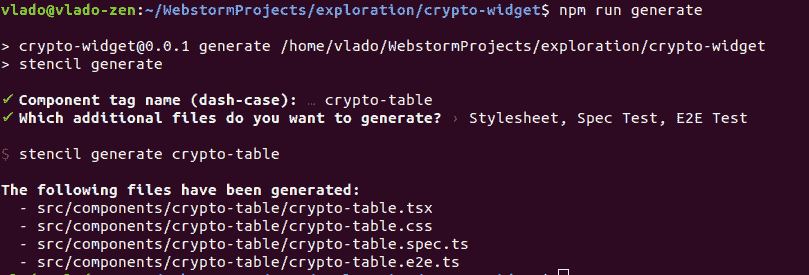 vlado@vlado-zen:~/WebstormProjects/exploration/crypto-widget$ npm run generate
> crypto-widget@0.0.1 generate /home/vlado/WebstormProjects/exploration/crypto-widget
> stencil generate
✓ Component tag name (dash-case): … crypto-table
✓ Which additional files do you want to generate? › Stylesheet, Spec Test, E2E Test
$ stencil generate crypto-table
The following files have been generated:
- src/components/crypto-table/crypto-table.tsx
- src/components/crypto-table/crypto-table.css
- src/components/crypto-table/crypto-table.spec.ts
- src/components/crypto-table/crypto-table.e2e.ts